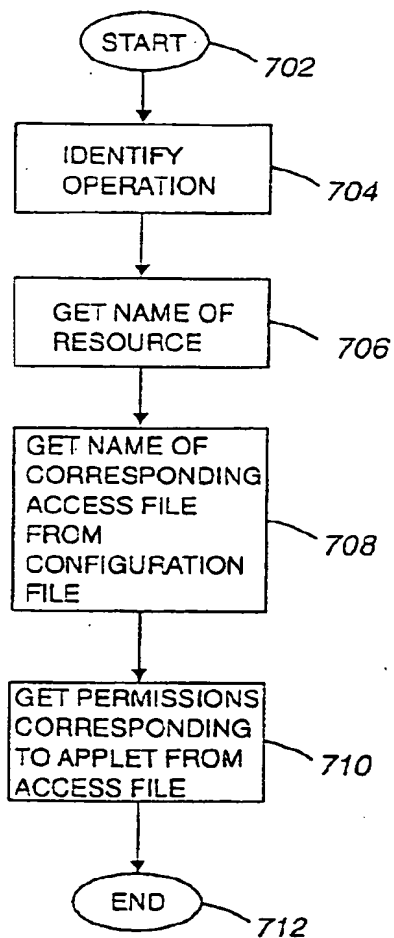 START
702
IDENTIFY
OPERATION
704
GET NAME OF
RESOURCE
706
GET NAME OF
CORRESPONDING
ACCESS FILE
FROM
CONFIGURATION
FILE
708
GET PERMISSIONS
CORRESPONDING
TO APPLET FROM
ACCESS FILE
710
END
712